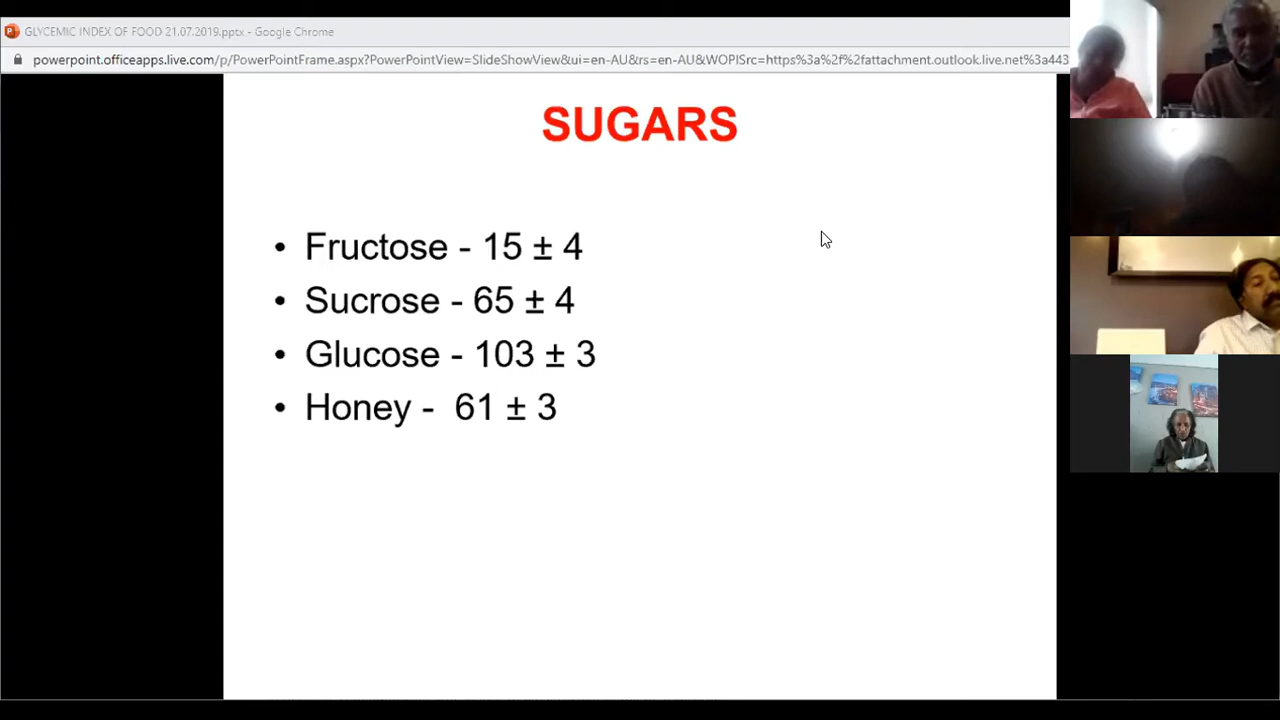 GLYCEMIC INDEX OF FOOD 21.07.2019.pptx - Google Chrome
powerpoint.officeapps.live.com/p/PowerPointFrame.aspx?PowerPointView=SlideShowView&ui=en-AU&rs=en-AU&WOPISrc=https%3a%2f%2fattachment.outlook.live.net%3a443
SUGARS
• Fructose - 15 ± 4
• Sucrose - 65 ± 4
• Glucose - 103 ± 3
• Honey - 61 ± 3